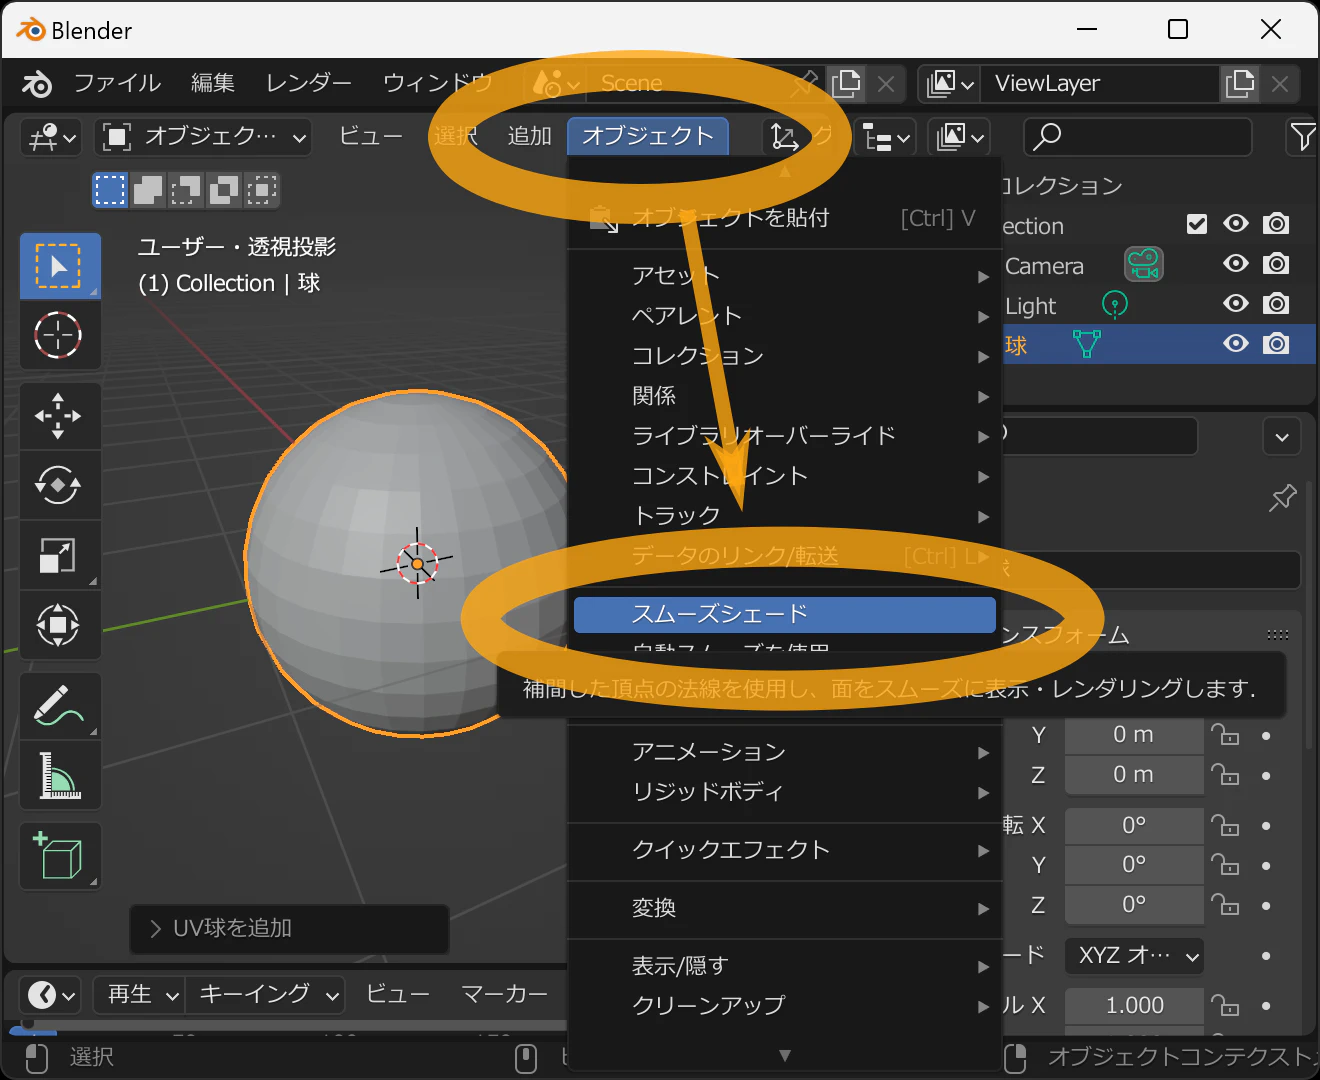 Blender
ファイル 編集 レンダー ウィンドウ Scene ViewLayer
オブジェク… ビュー 選択 追加 オブジェクト グ
ユーザー・透視投影
(1) Collection | 球
オブジェクトを貼付 [Ctrl] V
アセット
ペアレント
コレクション
関係
ライブラリオーバーライド
コンストレイント
トラック
データのリンク/転送 [Ctrl] L
スムーズシェード
自動スムーズを使用
補間した頂点の法線を使用し、面をスムーズに表示・レンダリングします.
アニメーション
リジッドボディ
クイックエフェクト
変換
表示/隠す
クリーンアップ
コレクション
ection
Camera
Light
球
ンスフォーム
Y 0 m
Z 0 m
転 X 0°
Y 0°
Z 0°
ード XYZ オ…
ル X 1.000
UV球を追加
再生 キーイング ビュー マーカー
選択
オブジェクトコンテクスト